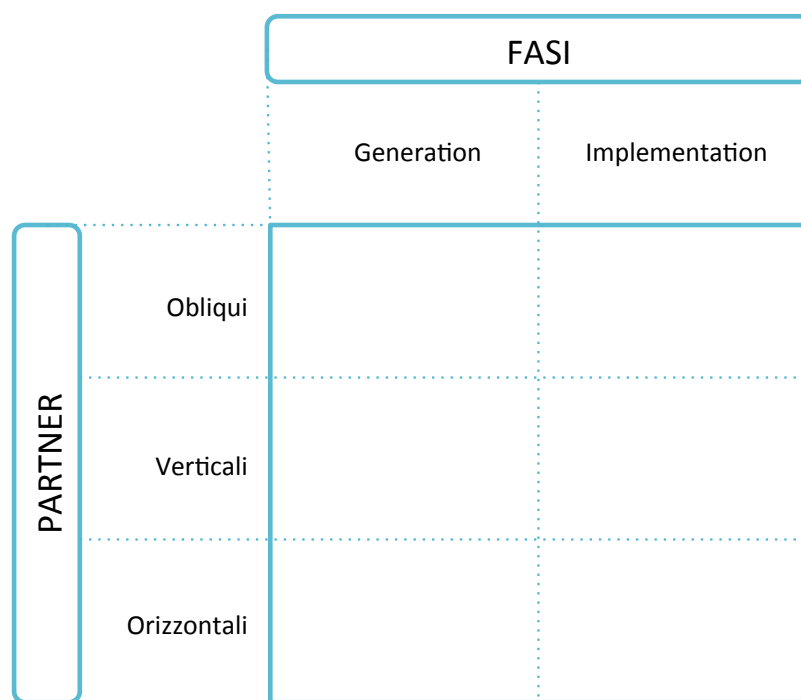 FASI
Generation
Implementation
PARTNER
Obliqui
Verticali
Orizzontali